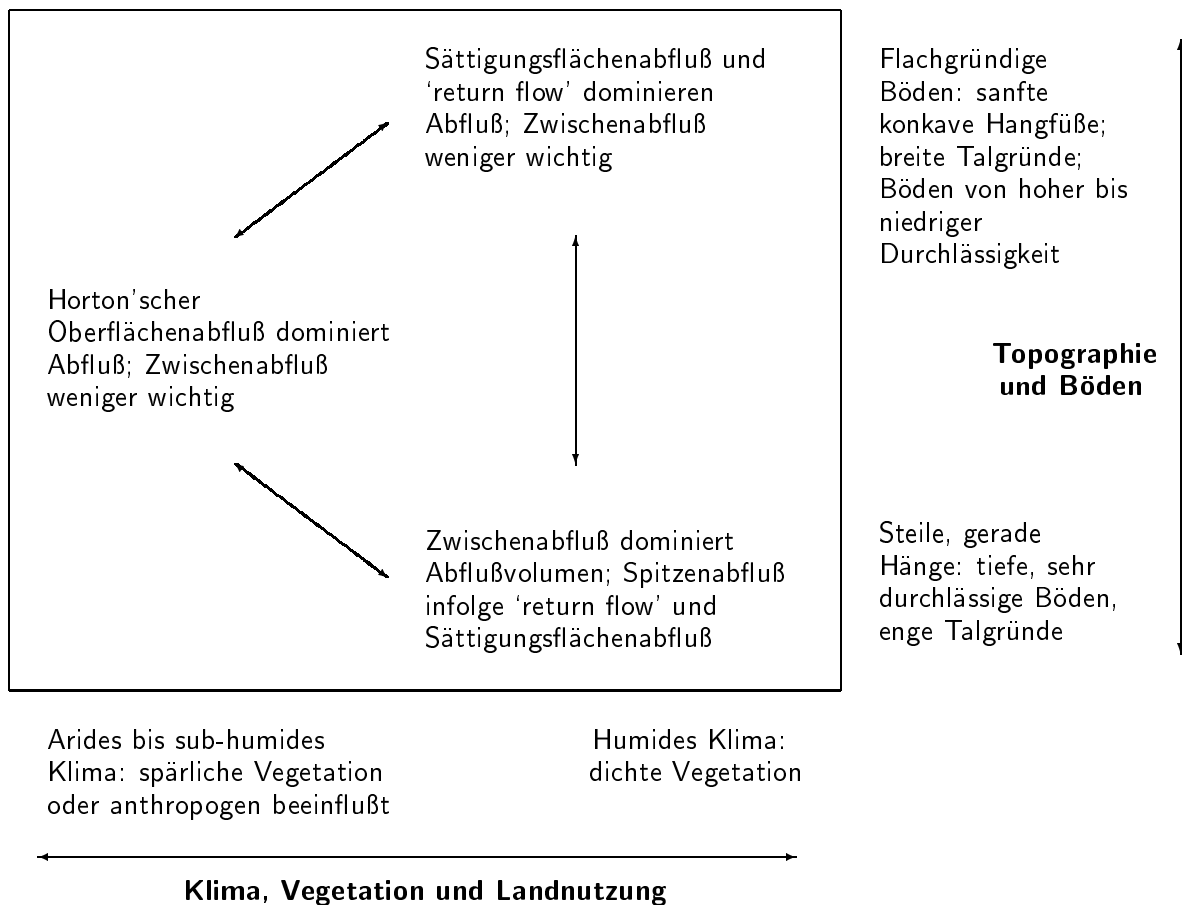 Sättigungsflächenabfluß und
‘return flow’ dominieren
Abfluß; Zwischenabfluß
weniger wichtig
Flachgründige
Böden: sanfte
konkave Hangfüße;
breite Talgründe;
Böden von hoher bis
niedriger
Durchlässigkeit
Horton’scher
Oberflächenabfluß dominiert
Abfluß; Zwischenabfluß
weniger wichtig
Topographie
und Böden
Zwischenabfluß dominiert
Abflußvolumen; Spitzenabfluß
infolge ‘return flow’ und
Sättigungsflächenabfluß
Steile, gerade
Hänge: tiefe, sehr
durchlässige Böden,
enge Talgründe
Arides bis sub-humides
Klima: spärliche Vegetation
oder anthropogen beeinflußt
Humides Klima:
dichte Vegetation
Klima, Vegetation und Landnutzung